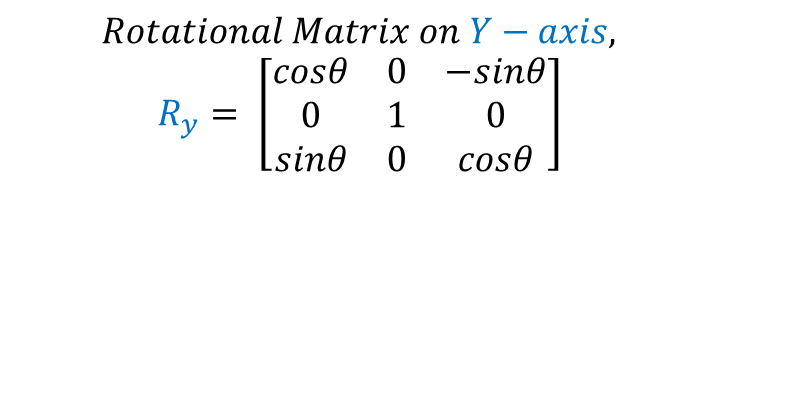 Rotational Matrix on Y − axis,
[cosθ 0 −sinθ]
R_y = [0 1 0]
[sinθ 0 cosθ]